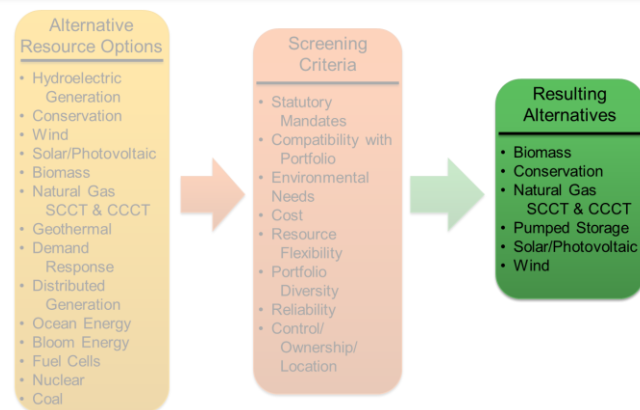 Alternative
Resource Options
• Hydroelectric
Generation
• Conservation
• Wind
• Solar/Photovoltaic
• Biomass
• Natural Gas
SCCT & CCCT
• Geothermal
• Demand
Response
• Distributed
Generation
• Ocean Energy
• Bloom Energy
• Fuel Cells
• Nuclear
• Coal
Screening
Criteria
• Statutory
Mandates
• Compatibility with
Portfolio
• Environmental
Needs
• Cost
• Resource
Flexibility
• Portfolio
Diversity
• Reliability
• Control/
Ownership/
Location
Resulting
Alternatives
• Biomass
• Conservation
• Natural Gas
SCCT & CCCT
• Pumped Storage
• Solar/Photovoltaic
• Wind